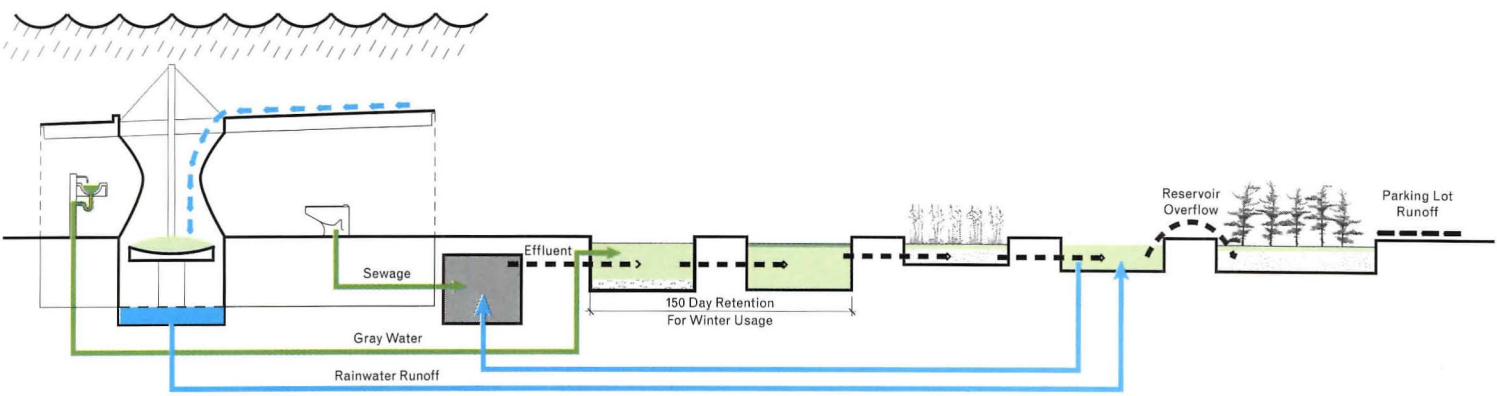 Reservoir
Overflow
Parking Lot
Runoff
Effluent
Sewage
150 Day Retention
For Winter Usage
Gray Water
Rainwater Runoff